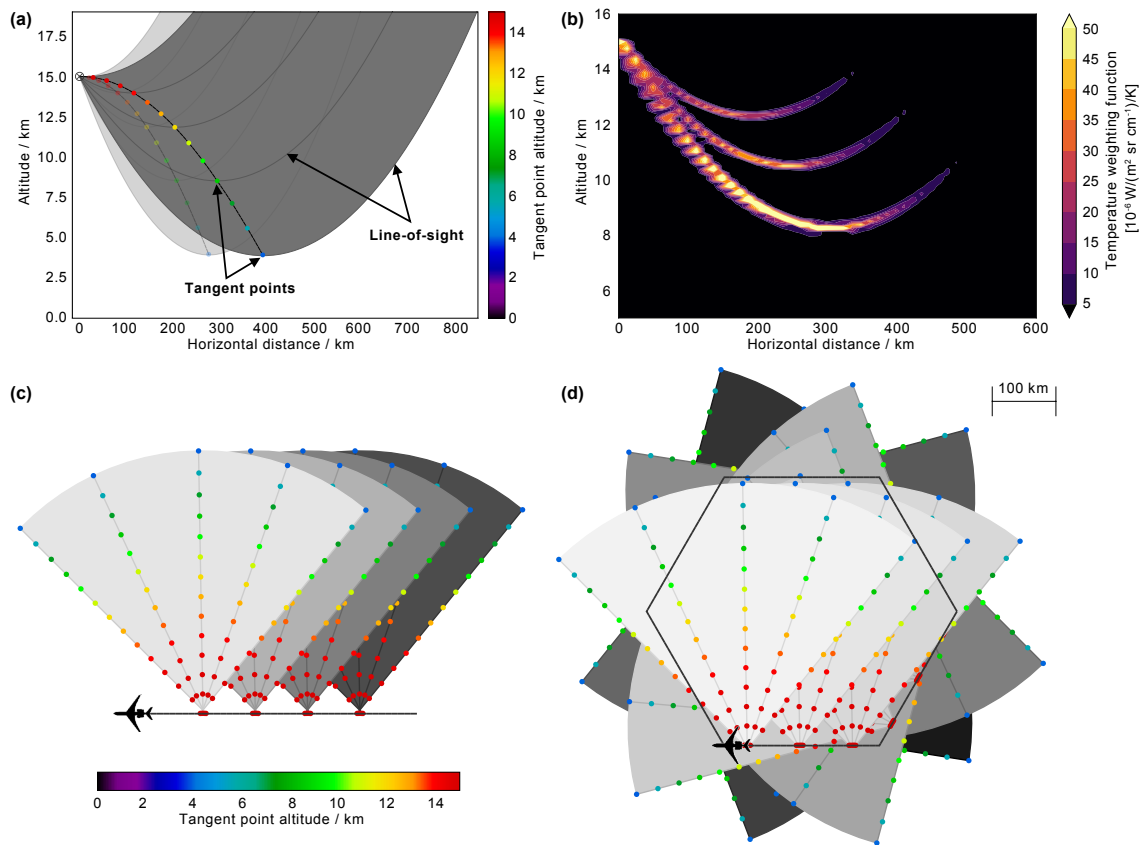 (a)
17.5
15.0
12.5
10.0
7.5
5.0
2.5
0.0
Altitude / km
0 100 200 300 400 500 600 700 800
Horizontal distance / km
Line-of-sight
Tangent points
14
12
10
8
6
4
2
0
Tangent point altitude / km
(b)
16
14
12
10
8
6
Altitude / km
0 100 200 300 400 500 600
Horizontal distance / km
50
45
40
35
30
25
20
15
10
5
Temperature weighting function
[10⁻⁶ W/(m² sr cm⁻¹)/K]
(c)
0 2 4 6 8 10 12 14
Tangent point altitude / km
(d)
100 km